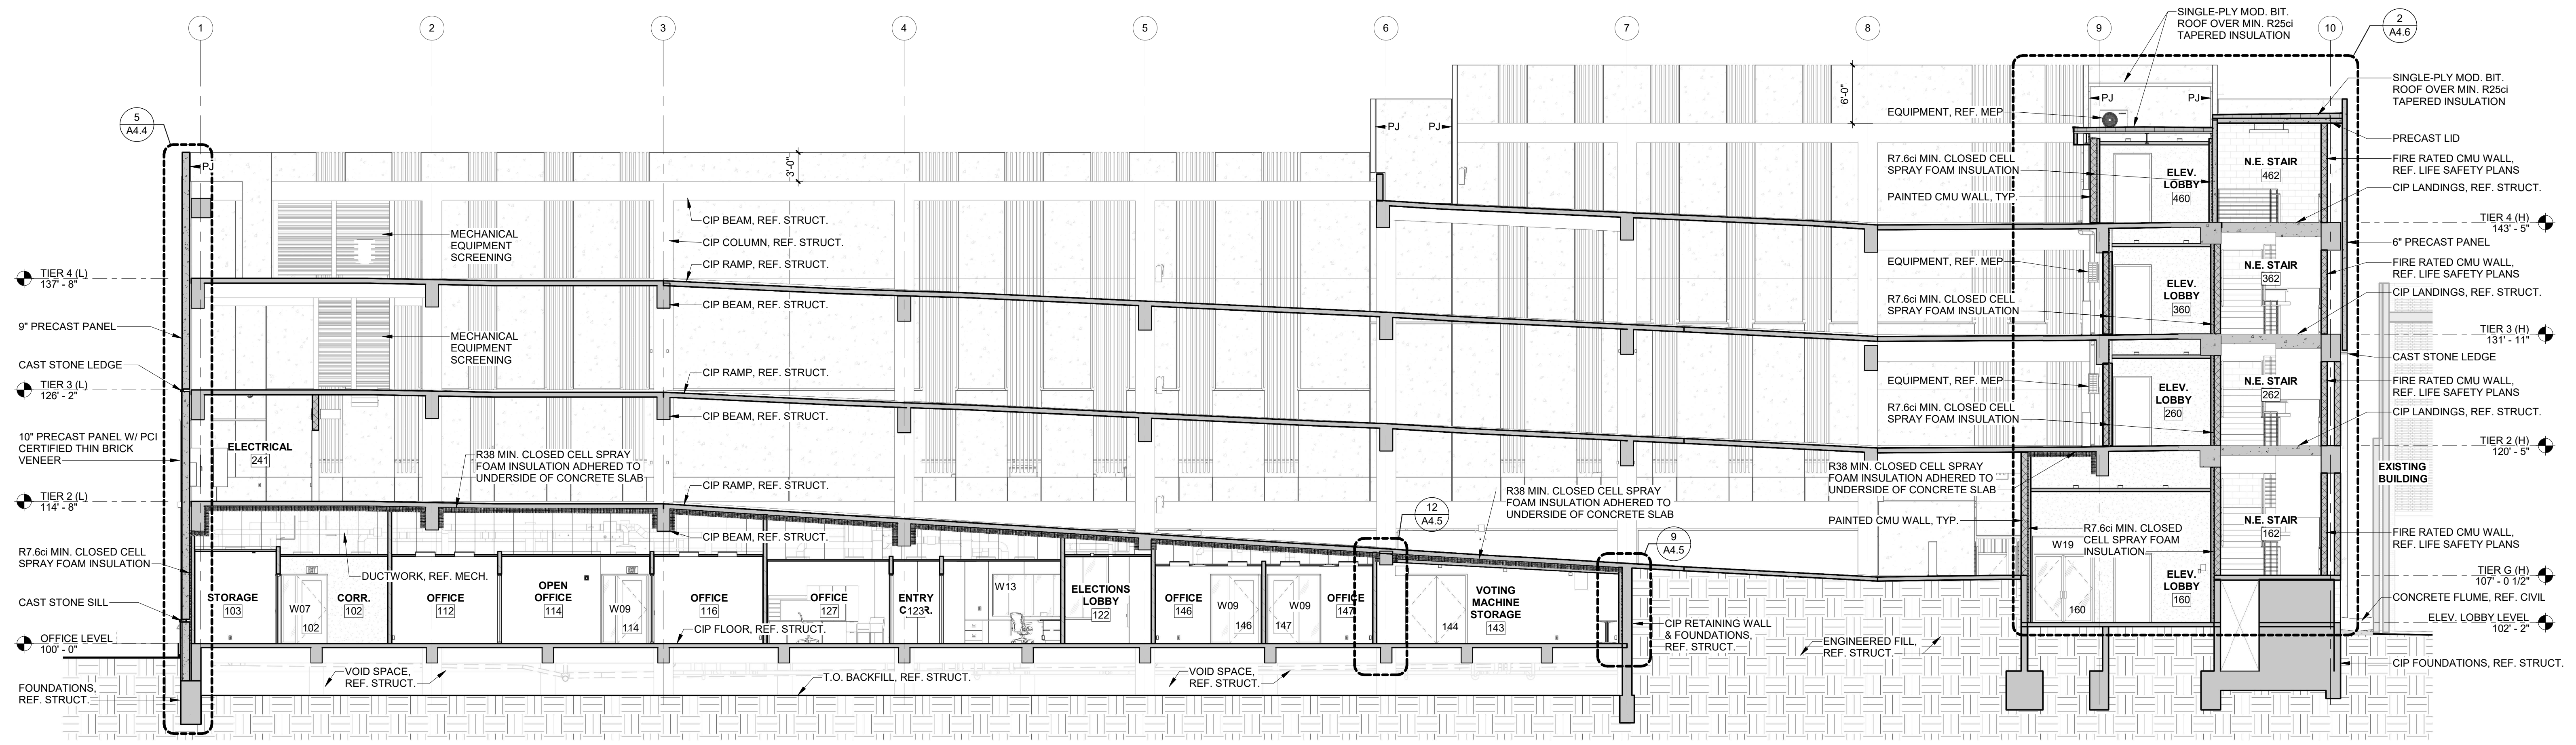 1
2
3
4
5
6
7
8
9
10
SINGLE-PLY MOD. BIT.
ROOF OVER MIN. R25ci
TAPERED INSULATION
2
A4.6
5
A4.4
PJ
3'-0"
PJ
PJ
6'-0"
PJ
PJ
EQUIPMENT, REF. MEP
R7.6ci MIN. CLOSED CELL
SPRAY FOAM INSULATION
PAINTED CMU WALL, TYP.
ELEV.
LOBBY
460
N.E. STAIR
462
SINGLE-PLY MOD. BIT.
ROOF OVER MIN. R25ci
TAPERED INSULATION
PRECAST LID
FIRE RATED CMU WALL,
REF. LIFE SAFETY PLANS
CIP LANDINGS, REF. STRUCT.
TIER 4 (H)
143' - 5"
6" PRECAST PANEL
MECHANICAL
EQUIPMENT
SCREENING
CIP BEAM, REF. STRUCT.
CIP COLUMN, REF. STRUCT.
CIP RAMP, REF. STRUCT.
CIP BEAM, REF. STRUCT.
TIER 4 (L)
137' - 8"
9" PRECAST PANEL
MECHANICAL
EQUIPMENT
SCREENING
EQUIPMENT, REF. MEP
R7.6ci MIN. CLOSED CELL
SPRAY FOAM INSULATION
ELEV.
LOBBY
360
N.E. STAIR
362
FIRE RATED CMU WALL,
REF. LIFE SAFETY PLANS
CIP LANDINGS, REF. STRUCT.
TIER 3 (H)
131' - 11"
CAST STONE LEDGE
CAST STONE LEDGE
TIER 3 (L)
126' - 2"
CIP RAMP, REF. STRUCT.
CIP BEAM, REF. STRUCT.
EQUIPMENT, REF. MEP
R7.6ci MIN. CLOSED CELL
SPRAY FOAM INSULATION
ELEV.
LOBBY
260
N.E. STAIR
262
FIRE RATED CMU WALL,
REF. LIFE SAFETY PLANS
CIP LANDINGS, REF. STRUCT.
TIER 2 (H)
120' - 5"
10" PRECAST PANEL W/ PCI
CERTIFIED THIN BRICK
VENEER
ELECTRICAL
241
R38 MIN. CLOSED CELL SPRAY
FOAM INSULATION ADHERED TO
UNDERSIDE OF CONCRETE SLAB
CIP RAMP, REF. STRUCT.
CIP BEAM, REF. STRUCT.
R38 MIN. CLOSED CELL SPRAY
FOAM INSULATION ADHERED TO
UNDERSIDE OF CONCRETE SLAB
R38 MIN. CLOSED CELL SPRAY
FOAM INSULATION ADHERED TO
UNDERSIDE OF CONCRETE SLAB
EXISTING
BUILDING
TIER 2 (L)
114' - 8"
12
A4.5
9
A4.5
PAINTED CMU WALL, TYP.
R7.6ci MIN. CLOSED
CELL SPRAY FOAM
INSULATION
W19
160
ELEV.
LOBBY
160
N.E. STAIR
162
FIRE RATED CMU WALL,
REF. LIFE SAFETY PLANS
TIER G (H)
107' - 0 1/2"
CONCRETE FLUME, REF. CIVIL
ELEV. LOBBY LEVEL
102' - 2"
CIP FOUNDATIONS, REF. STRUCT.
R7.6ci MIN. CLOSED CELL
SPRAY FOAM INSULATION
CAST STONE SILL
OFFICE LEVEL
100' - 0"
FOUNDATIONS,
REF. STRUCT.
DUCTWORK, REF. MECH.
STORAGE
103
W07
102
CORR.
102
OFFICE
112
OPEN
OFFICE
114
W09
114
OFFICE
116
CIP FLOOR, REF. STRUCT.
OFFICE
127
ENTRY
123
W13
ELECTIONS
LOBBY
122
OFFICE
146
W09
146
W09
147
OFFICE
147
144
VOTING
MACHINE
STORAGE
143
CIP RETAINING WALL
& FOUNDATIONS,
REF. STRUCT.
ENGINEERED FILL,
REF. STRUCT.
VOID SPACE,
REF. STRUCT.
T.O. BACKFILL, REF. STRUCT.
VOID SPACE,
REF. STRUCT.